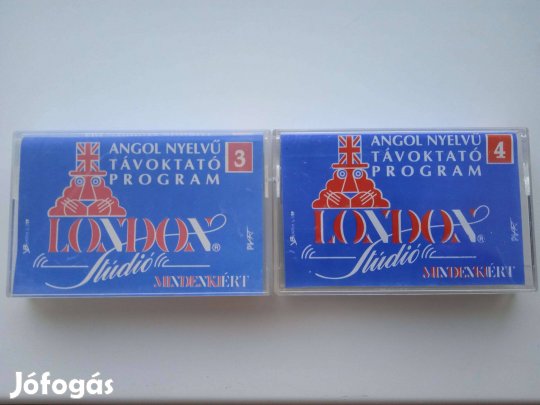 ANGOL NYELVŰ
TÁVOKTATÓ
PROGRAM
3
LONDON®
Stúdió
MINDENKIÉRT
ANGOL NYELVŰ
TÁVOKTATÓ
PROGRAM
4
LONDON®
Stúdió
MINDENKIÉRT
Jófogás